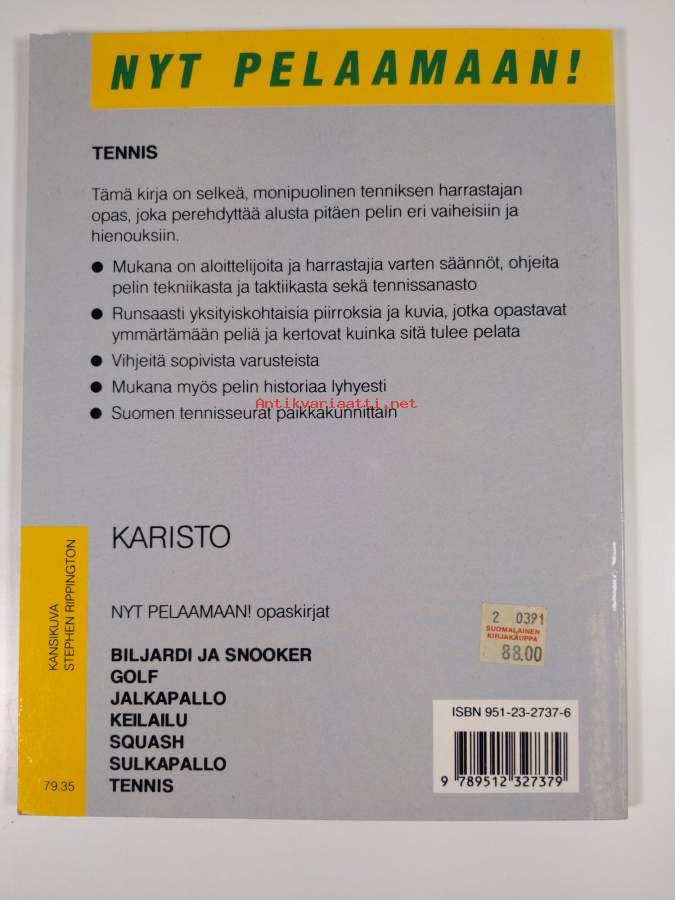 NYT PELAAMAAN!
TENNIS
Tämä kirja on selkeä, monipuolinen tenniksen harrastajan
opas, joka perehdyttää alusta pitäen pelin eri vaiheisiin ja
hienouksiin.
● Mukana on aloittelijoita ja harrastajia varten säännöt, ohjeita
pelin tekniikasta ja taktiikasta sekä tennissanasto
● Runsaasti yksityiskohtaisia piirroksia ja kuvia, jotka opastavat
ymmärtämään peliä ja kertovat kuinka sitä tulee pelata
● Vihjeitä sopivista varusteista
● Mukana myös pelin historiaa lyhyesti
Antikvariaatti.net
● Suomen tennisseurat paikkakunnittain
KARISTO
NYT PELAAMAAN! opaskirjat
BILJARDI JA SNOOKER
GOLF
JALKAPALLO
KEILAILU
SQUASH
SULKAPALLO
TENNIS
KANSIKUVA
STEPHEN RIPPINGTON
79.35
2 0391
SUOMALAINEN
KIRJAKAUPPA
88.00
ISBN 951-23-2737-6
9 789512 327379